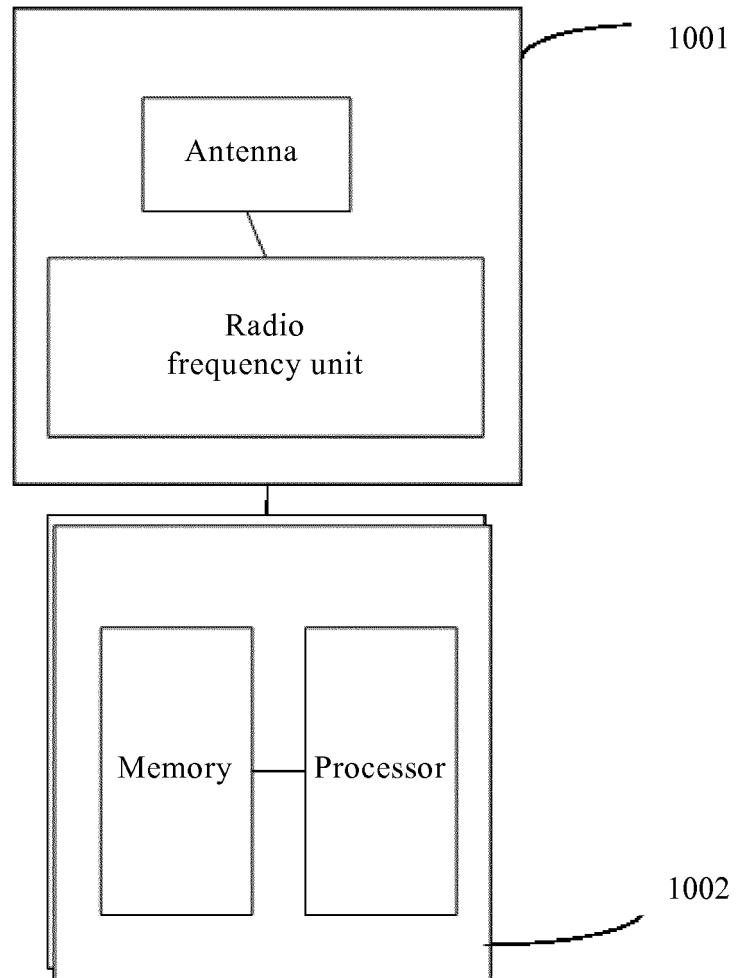 1001
Antenna
Radio
frequency unit
Memory
Processor
1002